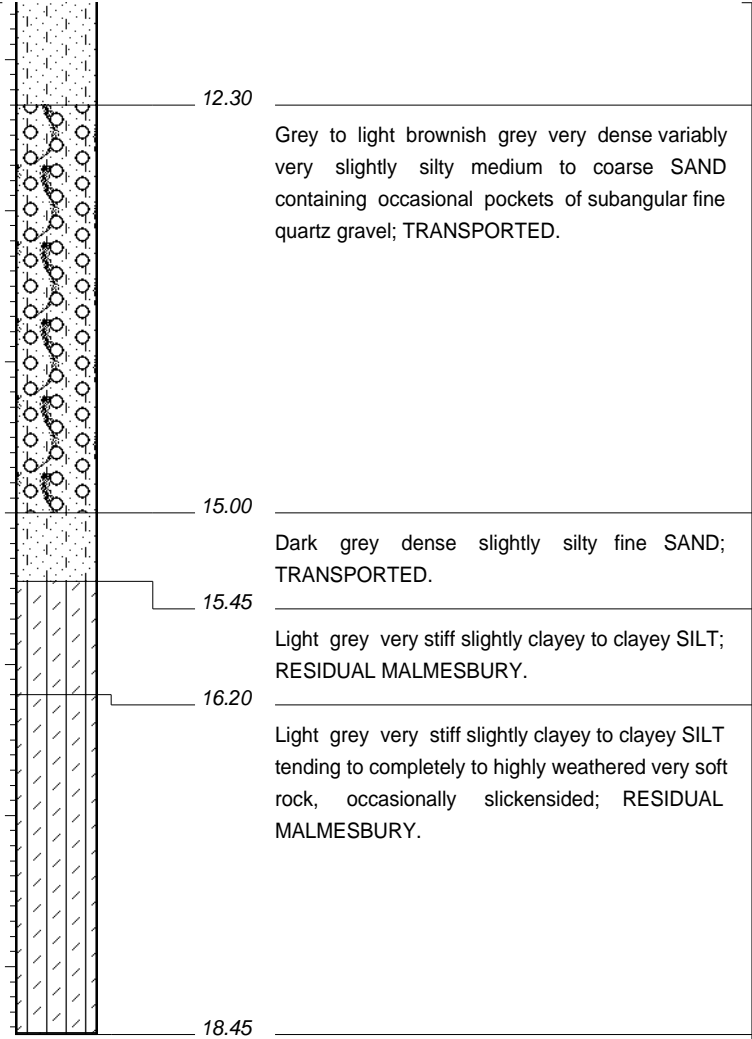 12.30
Grey to light brownish grey very dense variably
very slightly silty medium to coarse SAND
containing occasional pockets of subangular fine
quartz gravel; TRANSPORTED.
15.00
Dark grey dense slightly silty fine SAND;
TRANSPORTED.
15.45
Light grey very stiff slightly clayey to clayey SILT;
RESIDUAL MALMESBURY.
16.20
Light grey very stiff slightly clayey to clayey SILT
tending to completely to highly weathered very soft
rock, occasionally slickensided; RESIDUAL
MALMESBURY.
18.45